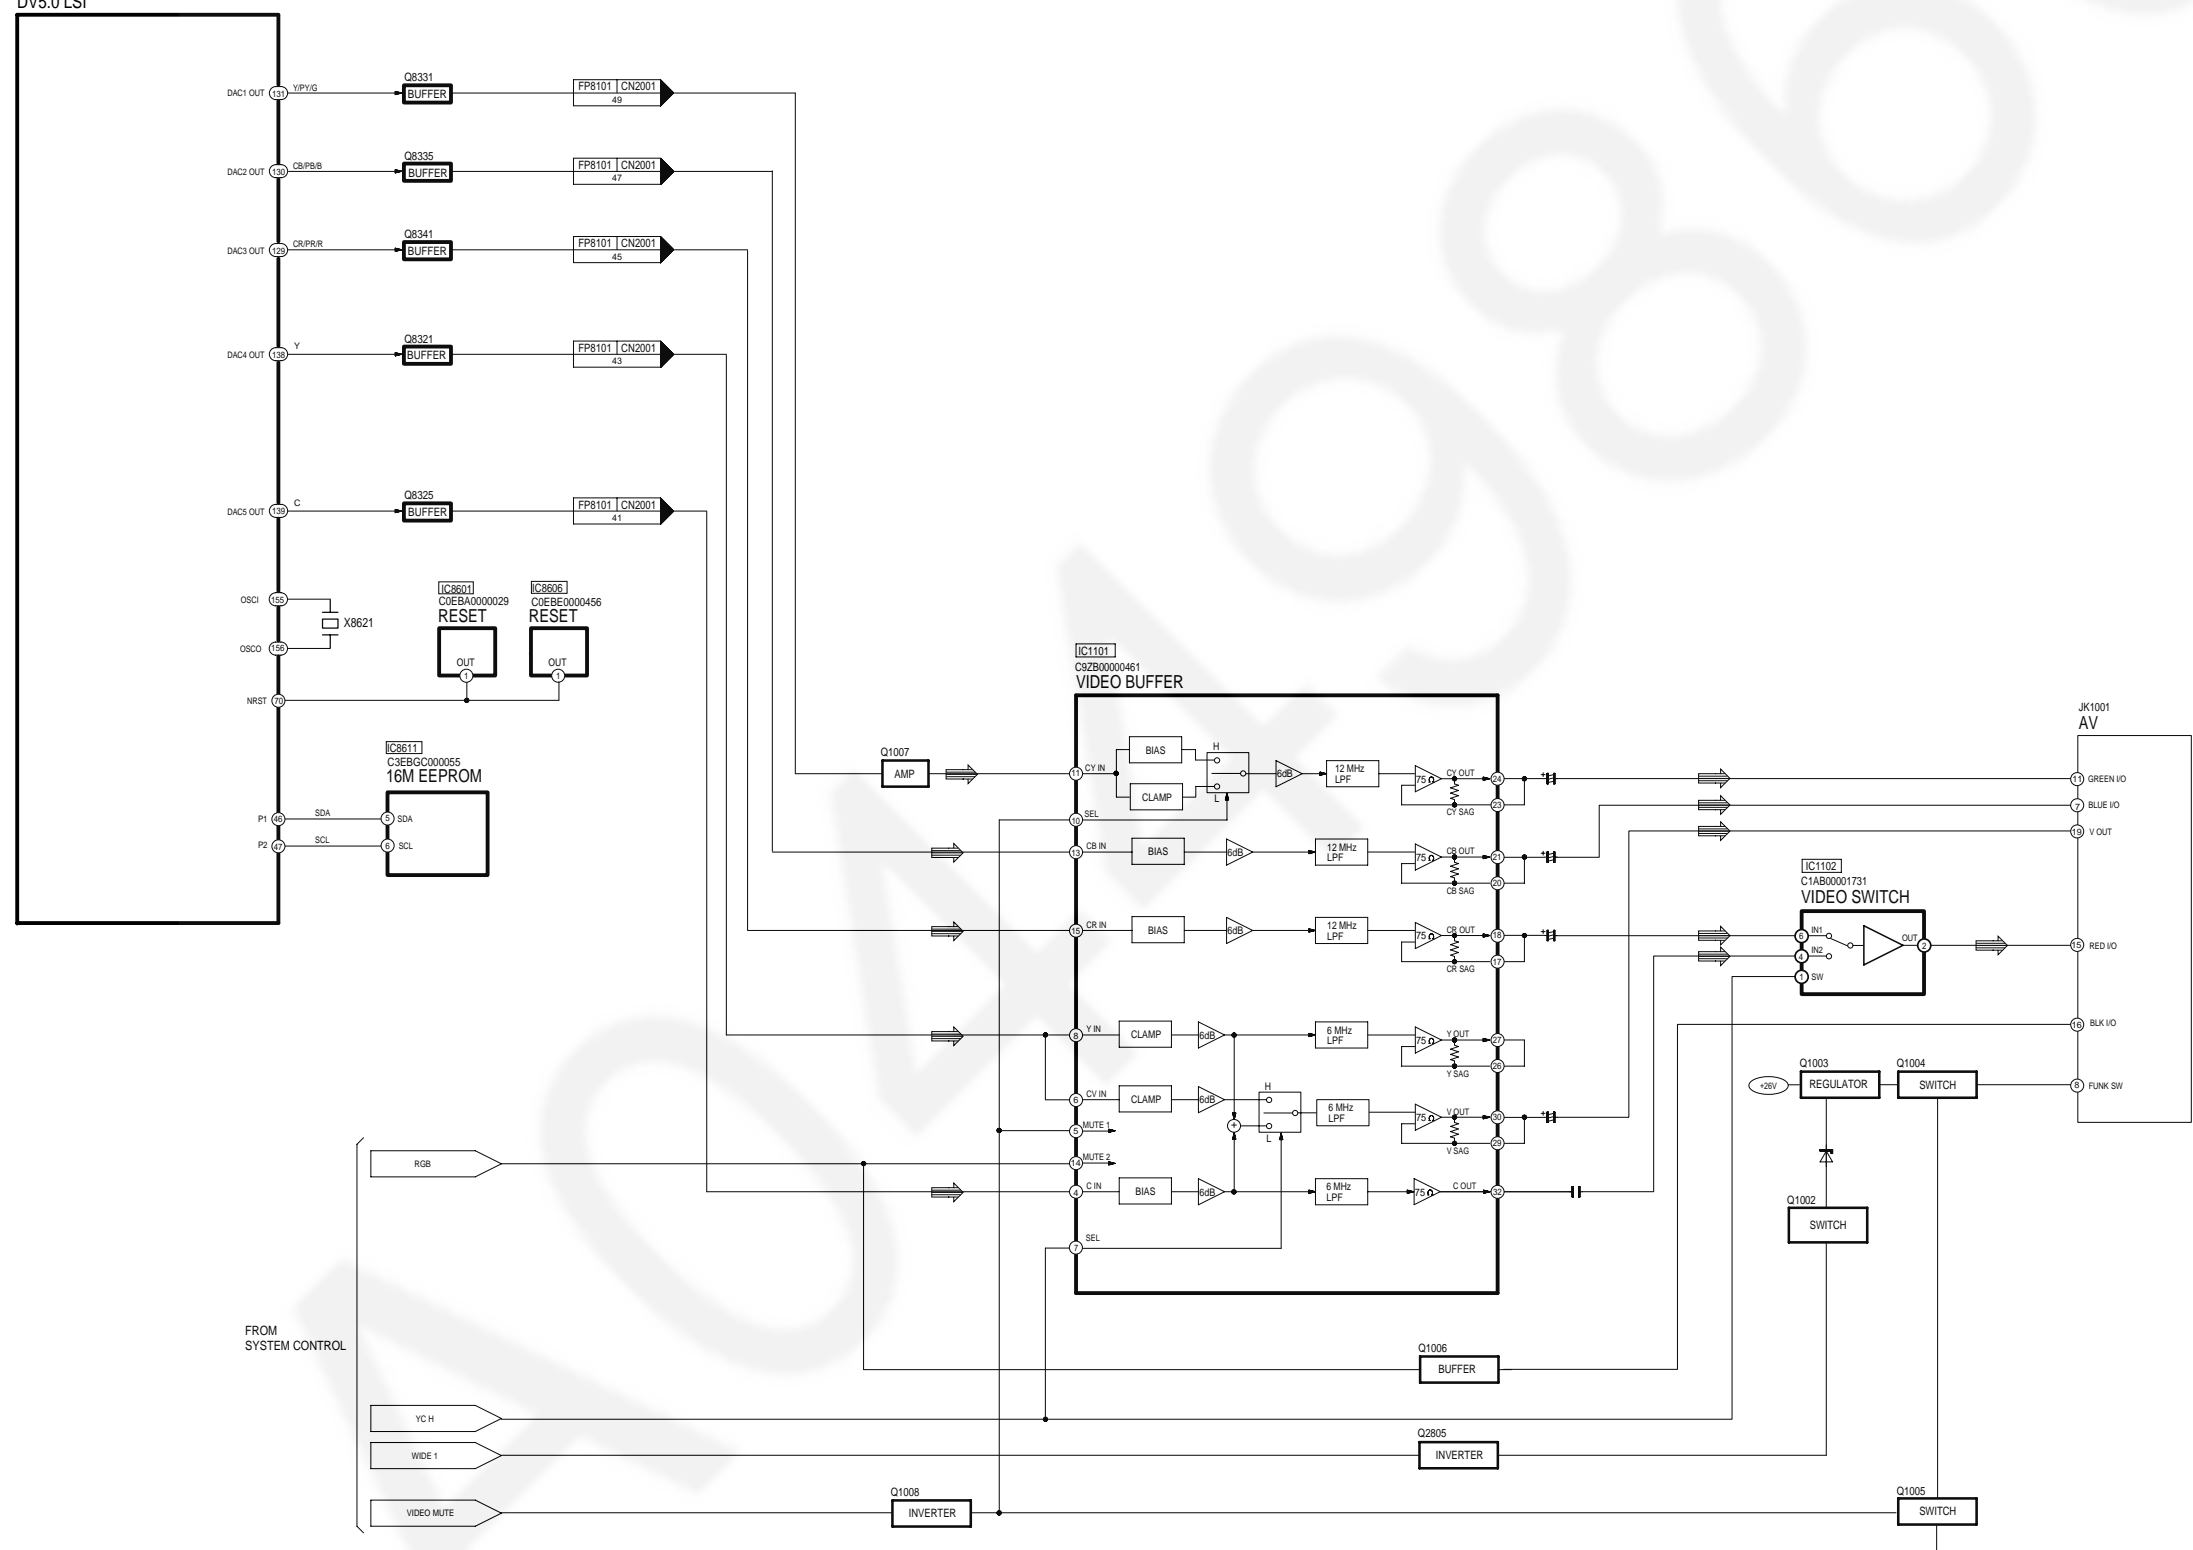 DV5.0 LSI
DAC1 OUT 131 Y/PY/G
Q8331
BUFFER
FP8101 CN2001
49
DAC2 OUT 130 CB/PB/B
Q8335
BUFFER
FP8101 CN2001
47
DAC3 OUT 129 CR/PR/R
Q8341
BUFFER
FP8101 CN2001
45
DAC4 OUT 138 Y
Q8321
BUFFER
FP8101 CN2001
43
DAC5 OUT 139 C
Q8325
BUFFER
FP8101 CN2001
41
OSCI 155
X8621
OSCO 156
NRST 70
IC8601
C0EBA0000029
RESET
OUT
1
IC8606
C0EBE0000456
RESET
OUT
1
IC8611
C3EBGC000055
16M EEPROM
P1 46 SDA 5 SDA
P2 47 SCL 6 SCL
Q1007
AMP
IC1101
C9ZB00000461
VIDEO BUFFER
11 CY IN
BIAS
CLAMP
H
L
6dB
12 MHz
LPF
75Ω
CY OUT 24
23
CY SAG
10 SEL
13 CB IN
BIAS
6dB
12 MHz
LPF
75Ω
CB OUT 21
20
CB SAG
15 CR IN
BIAS
6dB
12 MHz
LPF
75Ω
CR OUT 18
17
CR SAG
8 Y IN
CLAMP
6dB
6 MHz
LPF
75Ω
Y OUT 27
26
Y SAG
6 CV IN
CLAMP
6dB
H
L
6 MHz
LPF
75Ω
V OUT 30
29
V SAG
5 MUTE 1
14 MUTE 2
4 C IN
BIAS
6dB
6 MHz
LPF
75Ω
C OUT 32
7 SEL
JK1001
AV
11 GREEN I/O
7 BLUE I/O
19 V OUT
15 RED I/O
16 BLK I/O
8 FUNK SW
IC1102
C1AB00001731
VIDEO SWITCH
6 IN1
4 IN2
1 SW
OUT 2
+26V
Q1003
REGULATOR
Q1004
SWITCH
Q1002
SWITCH
FROM
SYSTEM CONTROL
RGB
Q1006
BUFFER
YC H
WIDE 1
Q2805
INVERTER
VIDEO MUTE
Q1008
INVERTER
Q1005
SWITCH